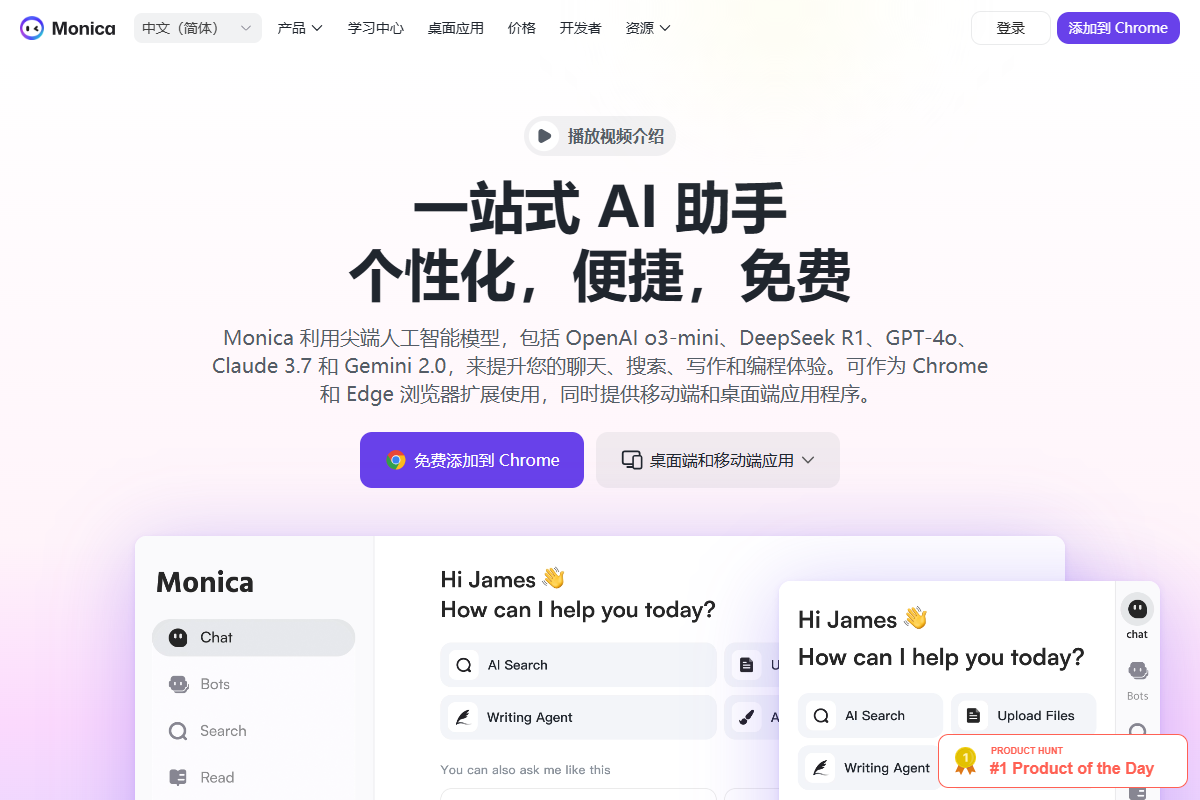 Monica
中文（简体）
产品
学习中心
桌面应用
价格
开发者
资源
登录
添加到 Chrome
播放视频介绍
一站式 AI 助手
个性化，便捷，免费
Monica 利用尖端人工智能模型，包括 OpenAI o3-mini、DeepSeek R1、GPT-4o、
Claude 3.7 和 Gemini 2.0，来提升您的聊天、搜索、写作和编程体验。可作为 Chrome
和 Edge 浏览器扩展使用，同时提供移动端和桌面端应用程序。
免费添加到 Chrome
桌面端和移动端应用
Monica
Chat
Bots
Search
Read
Hi James 👋
How can I help you today?
AI Search
Writing Agent
You can also ask me like this
Hi James 👋
How can I help you today?
AI Search
Upload Files
Writing Agent
chat
Bots
PRODUCT HUNT
1
#1 Product of the Day